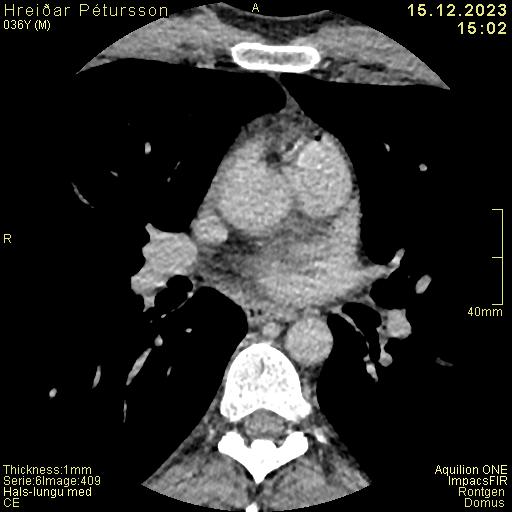 Hreiðar Pétursson
036Y (M)
A
15.12.2023
15:02
R
40mm
Thickness:1mm
Serie:6Image:409
Hals-lungu med
CE
Aquilion ONE
ImpacsFIR
Rontgen
Domus